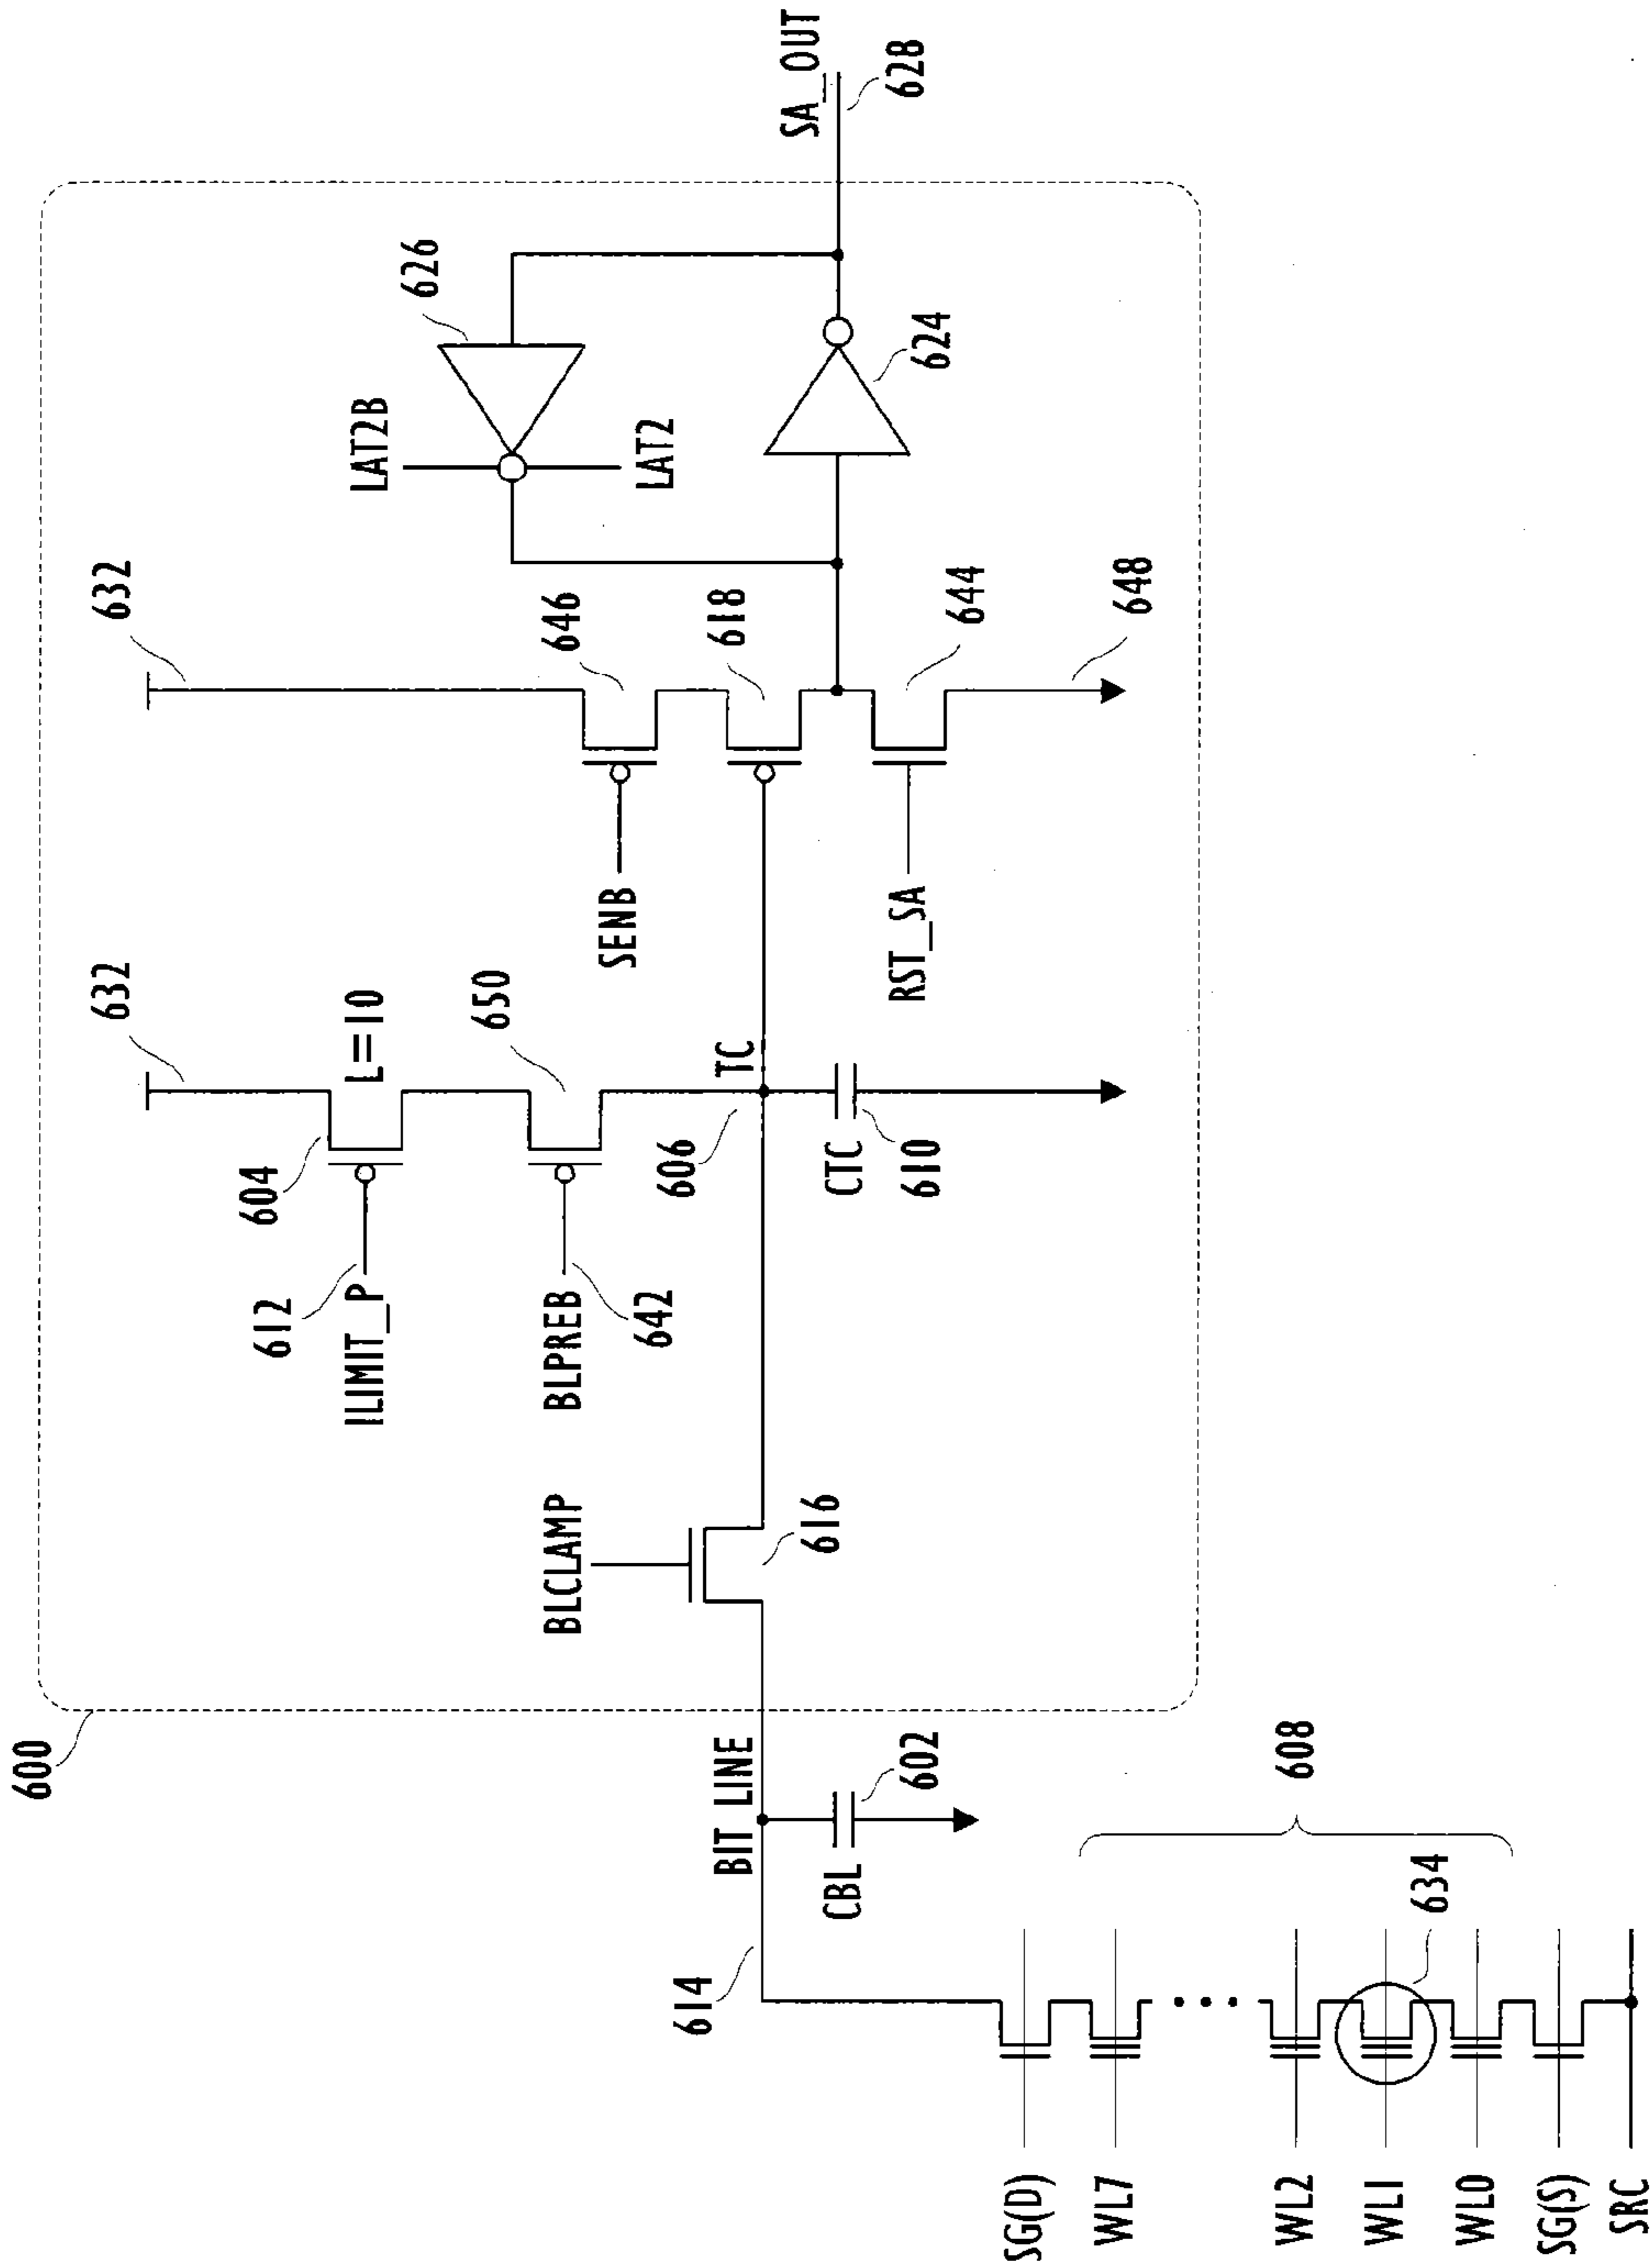 600
632
632
604
L=10
612
ILIMIT_P
650
BLPREB
642
646
SENB
618
TC
606
CTC
610
RST_SA
644
648
LAT2B
626
LAT2
624
SA_OUT
628
BLCLAMP
616
BIT LINE
614
CBL
602
608
634
SG(D)
WL7
WL2
WL1
WL0
SG(S)
SRC